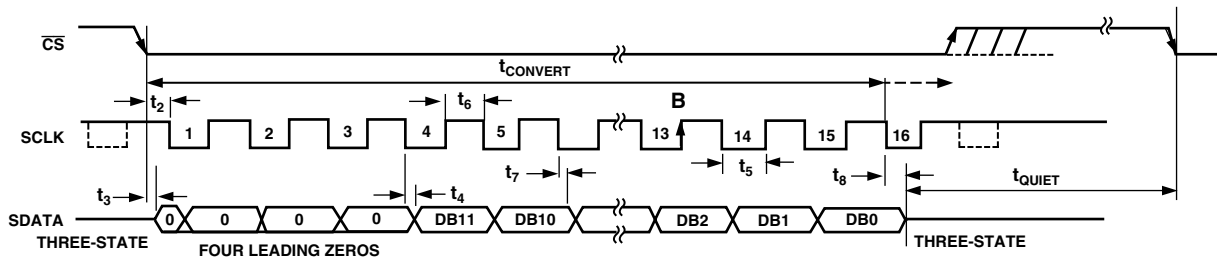 CS
tCONVERT
t2
t6
B
SCLK
1
2
3
4
5
13
14
15
16
t3
t4
t7
t5
t8
tQUIET
SDATA
0
0
0
0
DB11
DB10
DB2
DB1
DB0
THREE-STATE
FOUR LEADING ZEROS
THREE-STATE